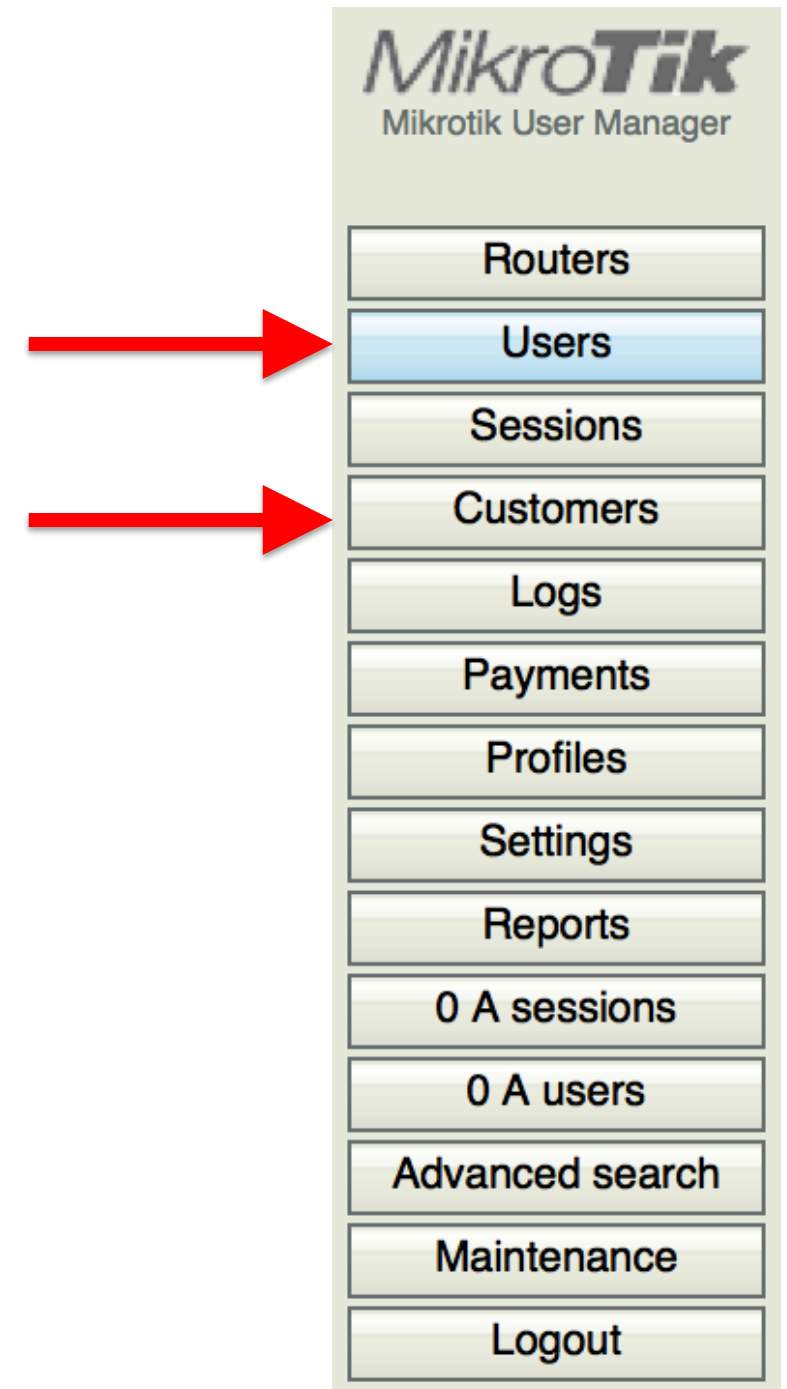 MikroTik
Mikrotik User Manager
Routers
Users
Sessions
Customers
Logs
Payments
Profiles
Settings
Reports
0 A sessions
0 A users
Advanced search
Maintenance
Logout